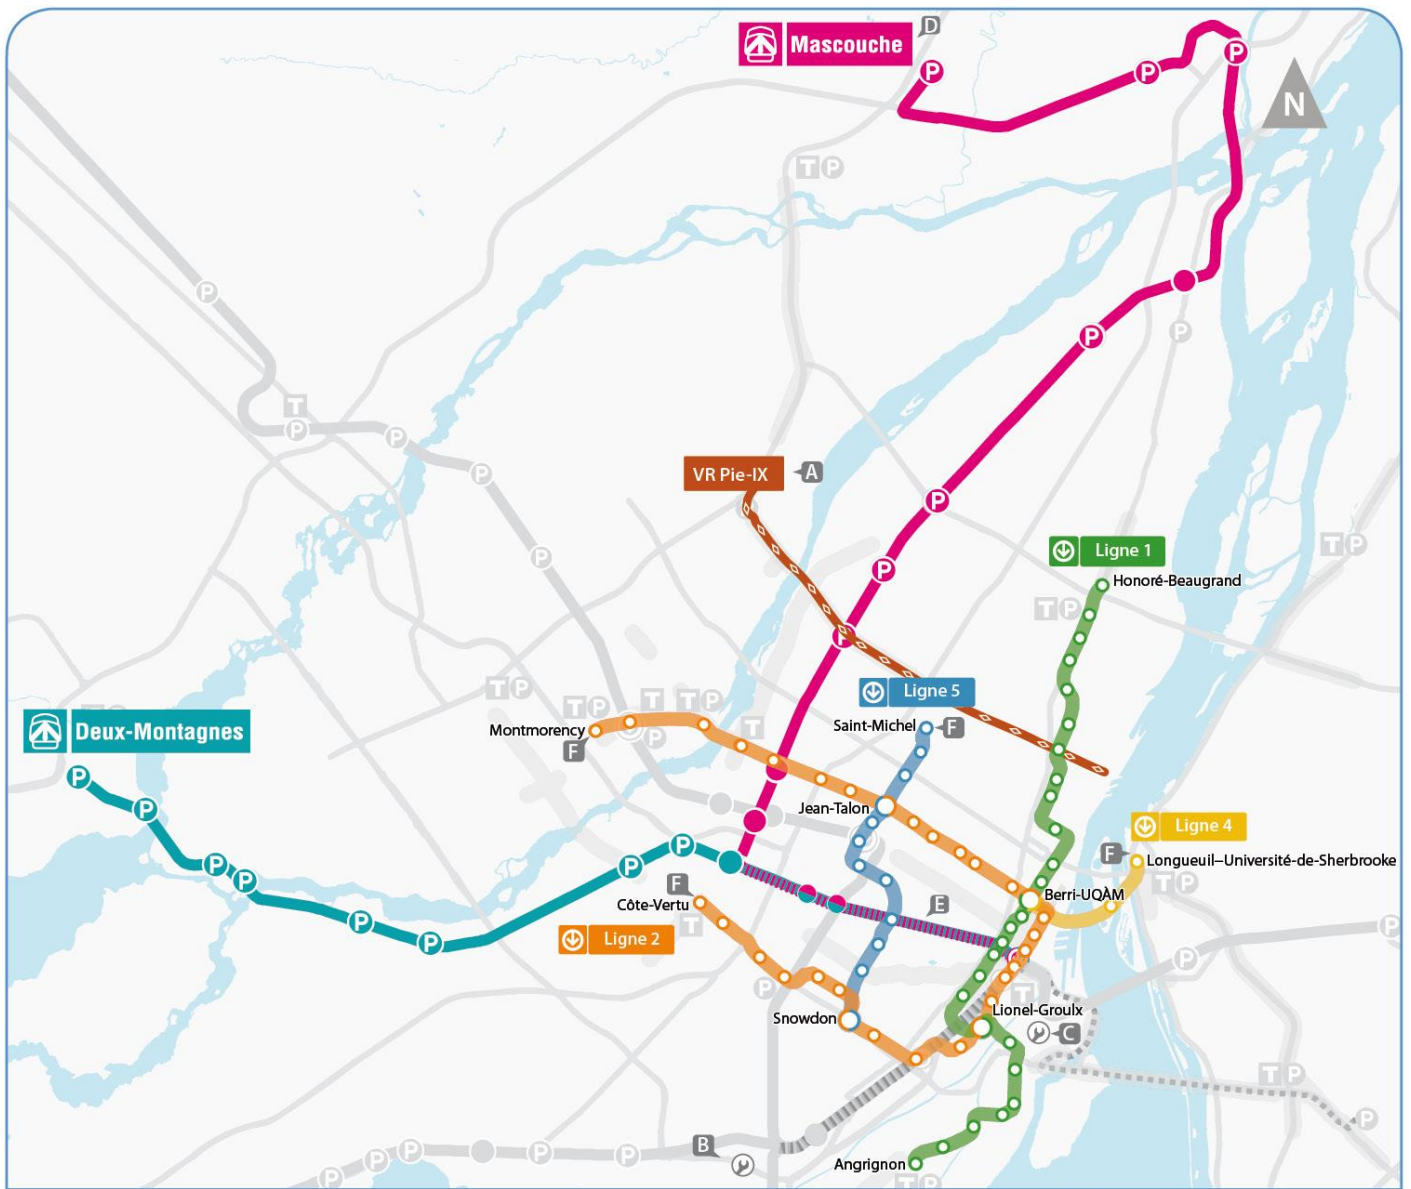 D
Mascouche
P
P
P
N
T P
P
P
P
T
P
P
P
VR Pie-IX
A
P
P
T P
P
Ligne 1
Honoré-Beaugrand
T P
P
P
Ligne 5
T P
T P
T
T P
Saint-Michel
F
Deux-Montagnes
Montmorency
F
P
T
P
P
Jean-Talon
Ligne 4
F
Longueuil–Université-de-Sherbrooke
P
P
P
P
P
P
P
F
Côte-Vertu
T
Berri-UQÀM
T P
E
Ligne 2
P
P
P
T
Snowdon
Lionel-Groulx
C
T P
P
B
P
P
P
P
P
Angrignon
T P